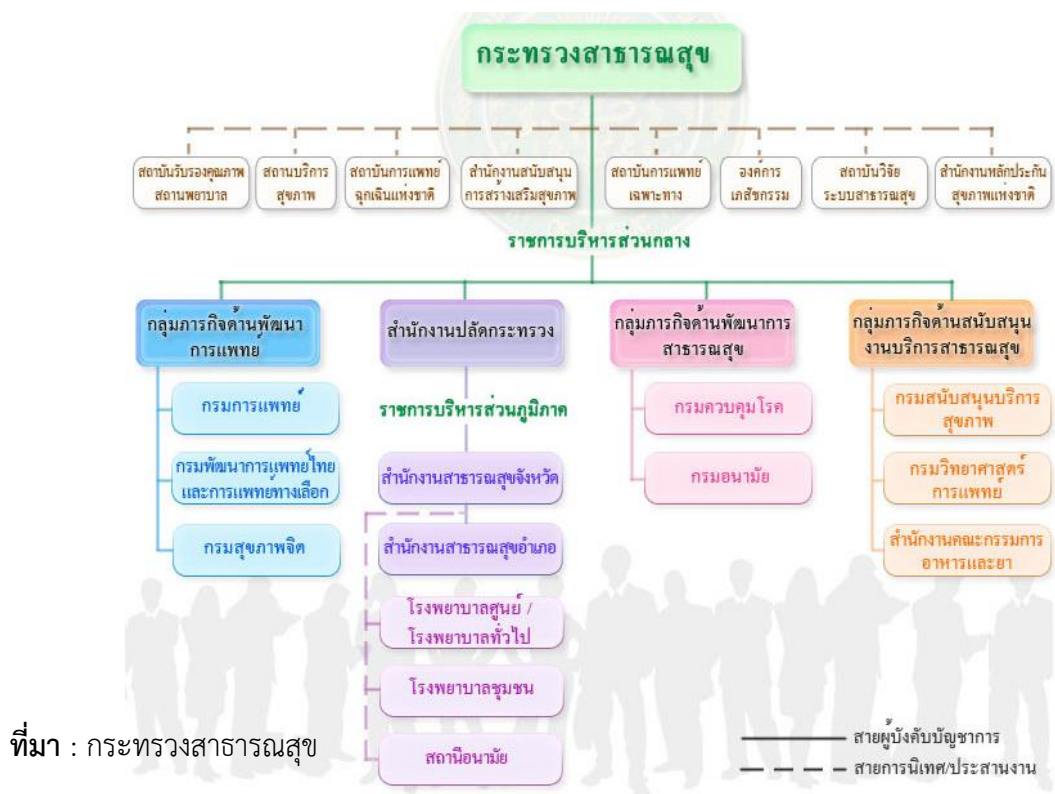 กระทรวงสาธารณสุข
สถาบันรับรองคุณภาพ
สถานพยาบาล
สถานบริการ
สุขภาพ
สถาบันการแพทย์
ฉุกเฉินแห่งชาติ
สำนักงานสนับสนุน
การสร้างเสริมสุขภาพ
สถาบันการแพทย์
เฉพาะทาง
องค์การ
เภสัชกรรม
สถาบันวิจัย
ระบบสาธารณสุข
สำนักงานหลักประกัน
สุขภาพแห่งชาติ
ราชการบริหารส่วนกลาง
กลุ่มภารกิจด้านพัฒนา
การแพทย์
กรมการแพทย์
กรมพัฒนาการแพทย์ไทย
และการแพทย์ทางเลือก
กรมสุขภาพจิต
สำนักงานปลัดกระทรวง
ราชการบริหารส่วนภูมิภาค
สำนักงานสาธารณสุขจังหวัด
สำนักงานสาธารณสุขอำเภอ
โรงพยาบาลศูนย์ /
โรงพยาบาลทั่วไป
โรงพยาบาลชุมชน
สถานีอนามัย
กลุ่มภารกิจด้านพัฒนาการ
สาธารณสุข
กรมควบคุมโรค
กรมอนามัย
กลุ่มภารกิจด้านสนับสนุน
งานบริการสาธารณสุข
กรมสนับสนุนบริการ
สุขภาพ
กรมวิทยาศาสตร์
การแพทย์
สำนักงานคณะกรรมการ
อาหารและยา
ที่มา : กระทรวงสาธารณสุข
สายผู้บังคับบัญชาการ
สายการนิเทศ/ประสานงาน